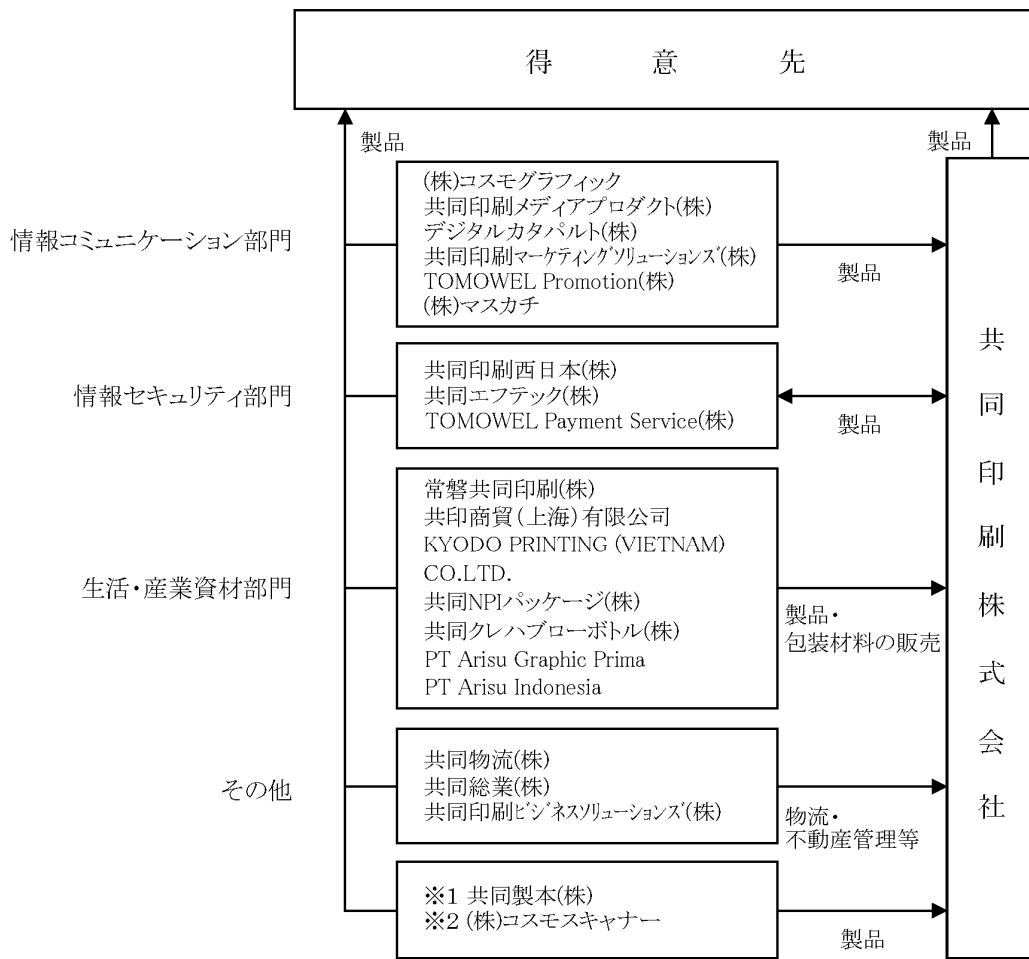 得意先
製品
製品
情報コミュニケーション部門
(株)コスモグラフィック
共同印刷メディアプロダクト(株)
デジタルカタパルト(株)
共同印刷マーケティングソリューションズ(株)
TOMOWEL Promotion(株)
(株)マスカチ
製品
情報セキュリティ部門
共同印刷西日本(株)
共同エフテック(株)
TOMOWEL Payment Service(株)
製品
生活・産業資材部門
常磐共同印刷(株)
共印商貿(上海)有限公司
KYODO PRINTING (VIETNAM)
CO.LTD.
共同NPIパッケージ(株)
共同クレハブローボトル(株)
PT Arisu Graphic Prima
PT Arisu Indonesia
製品・
包装材料の販売
その他
共同物流(株)
共同総業(株)
共同印刷ビジネスソリューションズ(株)
物流・
不動産管理等
※1 共同製本(株)
※2 (株)コスモスキャナー
製品
共同印刷株式会社